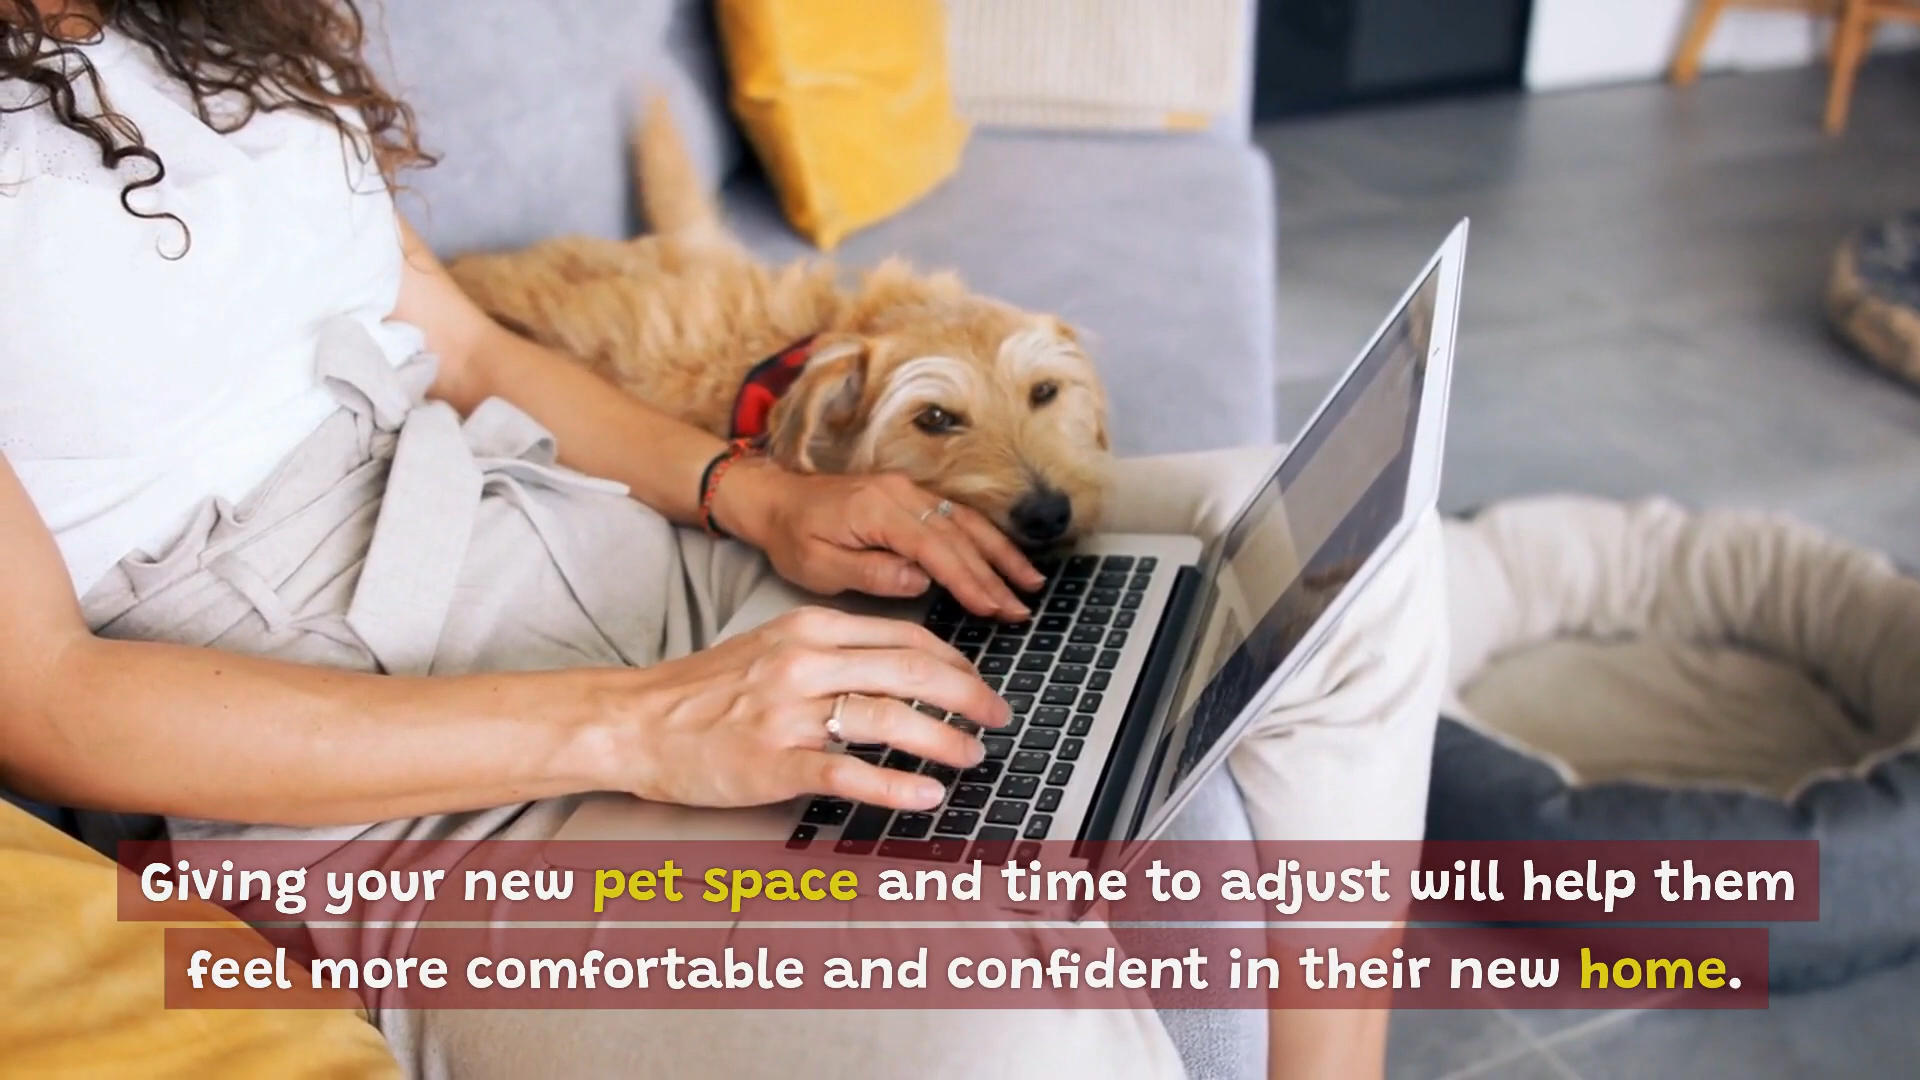 Giving your new pet space and time to adjust will help them
feel more comfortable and confident in their new home.